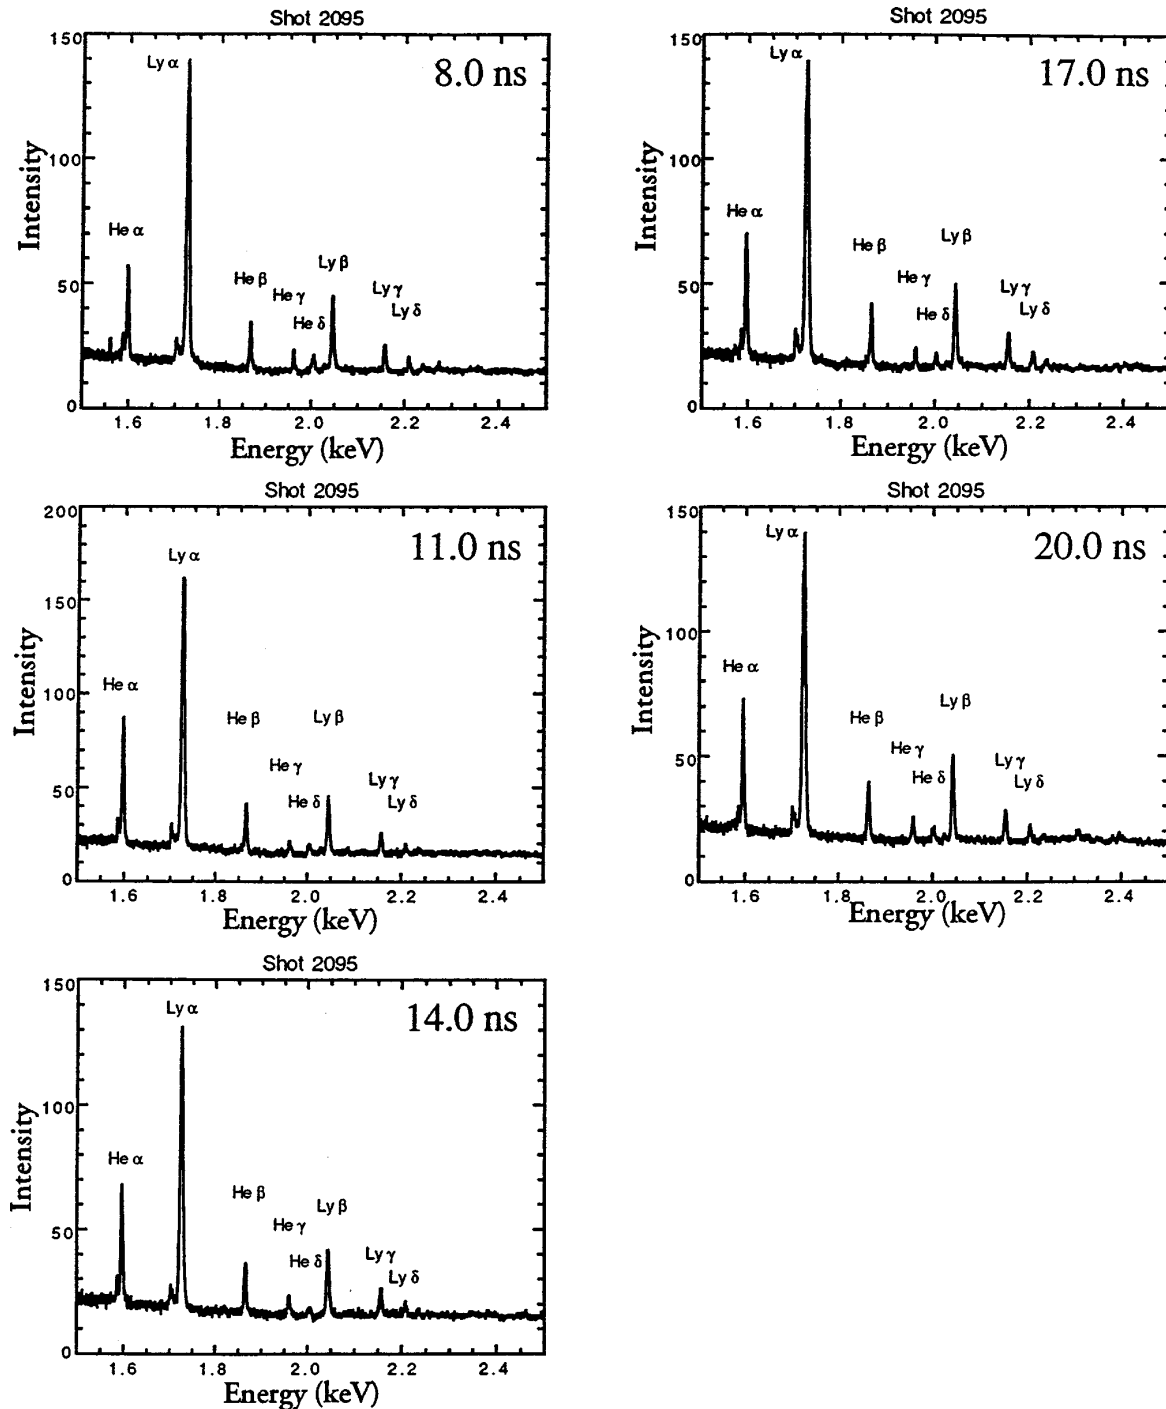 Shot 2095
8.0 ns
Intensity
150
100
50
0
Ly α
He α
He β
He γ
He δ
Ly β
Ly γ
Ly δ
1.6 1.8 2.0 2.2 2.4
Energy (keV)
Shot 2095
17.0 ns
Intensity
150
100
50
0
Ly α
He α
He β
He γ
He δ
Ly β
Ly γ
Ly δ
1.6 1.8 2.0 2.2 2.4
Energy (keV)
Shot 2095
11.0 ns
Intensity
200
150
100
50
0
Ly α
He α
He β
He γ
He δ
Ly β
Ly γ
Ly δ
1.6 1.8 2.0 2.2 2.4
Energy (keV)
Shot 2095
20.0 ns
Intensity
150
100
50
0
Ly α
He α
He β
He γ
He δ
Ly β
Ly γ
Ly δ
1.6 1.8 2.0 2.2 2.4
Energy (keV)
Shot 2095
14.0 ns
Intensity
150
100
50
0
Ly α
He α
He β
He γ
He δ
Ly β
Ly γ
Ly δ
1.6 1.8 2.0 2.2 2.4
Energy (keV)